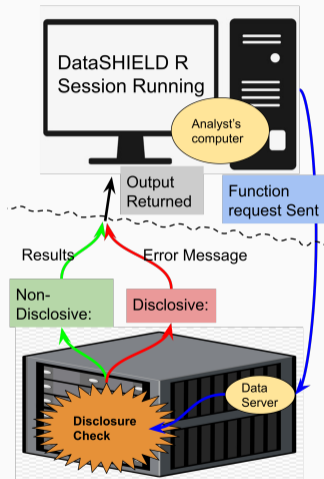 DataSHIELD R
Session Running
Analyst's
computer
Output
Returned
Function
request Sent
Results
Error Message
Non-
Disclosive:
Disclosive:
Data
Server
Disclosure
Check